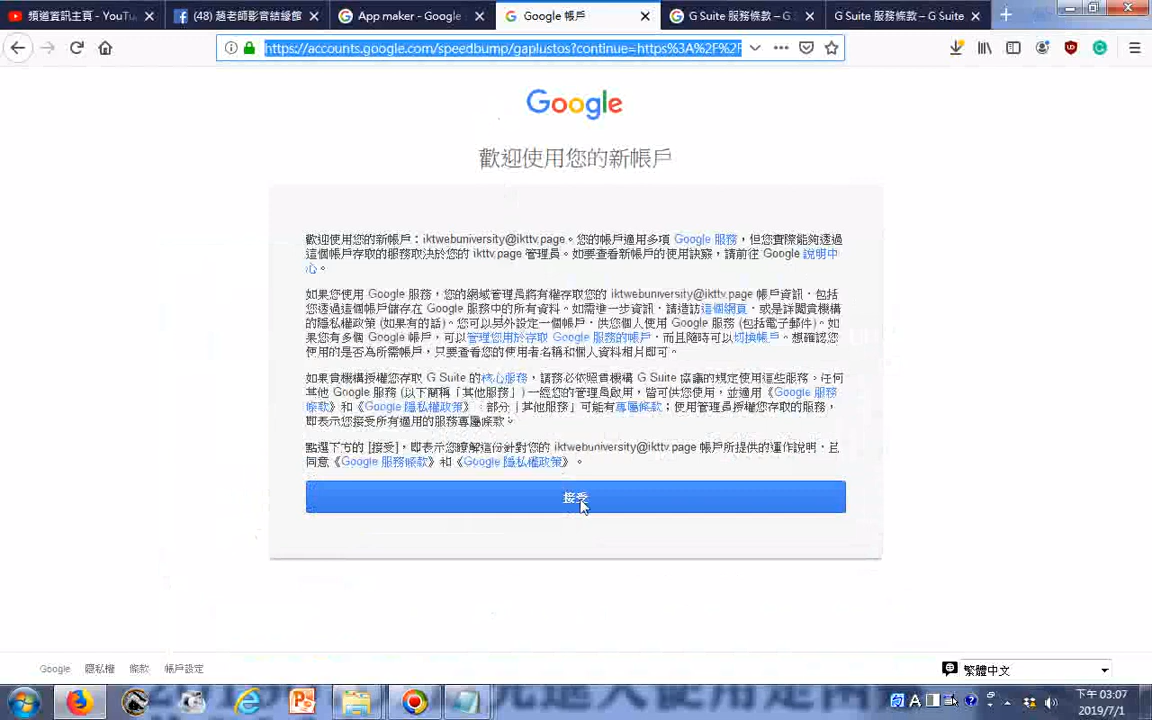 頻道資訊主頁 - YouTu
(48) 趙老師影音結緣館
App maker - Google
Google 帳戶
G Suite 服務條款 – G S
G Suite 服務條款 – G Suite
https://accounts.google.com/speedbump/gaplustos?continue=https%3A%2F%2F
Google
歡迎使用您的新帳戶
歡迎使用您的新帳戶：iktwebuniversity@ikttv.page。您的帳戶適用多項 Google 服務，但您實際能夠透過
這個帳戶存取的服務取決於您的 ikttv.page 管理員。如要查看新帳戶的使用訣竅，請前往 Google 說明中
心。
如果您使用 Google 服務，您的網域管理員將有權存取您的 iktwebuniversity@ikttv.page 帳戶資訊，包括
您透過這個帳戶儲存在 Google 服務中的所有資料。如需進一步資訊，請造訪這個網頁，或是詳閱貴機構
的隱私權政策 (如果有的話)。您可以另外設定一個帳戶，供您個人使用 Google 服務 (包括電子郵件)。如
果您有多個 Google 帳戶，可以管理您用於存取 Google 服務的帳戶，而且隨時可以切換帳戶。想確認您
使用的是否為所需帳戶，只要查看您的使用者名稱和個人資料相片即可。
如果貴機構授權您存取 G Suite 的核心服務，請務必依照貴機構 G Suite 協議的規定使用這些服務。任何
其他 Google 服務 (以下簡稱「其他服務」) 一經您的管理員啟用，皆可供您使用，並適用《Google 服務
條款》和《Google 隱私權政策》。部分「其他服務」可能有專屬條款；使用管理員授權您存取的服務，
即表示您接受所有適用的服務專屬條款。
點選下方的 [接受]，即表示您瞭解這份針對您的 iktwebuniversity@ikttv.page 帳戶所提供的運作說明，且
同意《Google 服務條款》和《Google 隱私權政策》。
接受
Google 隱私權 條款 帳戶設定
繁體中文
下午 03:07
2019/7/1